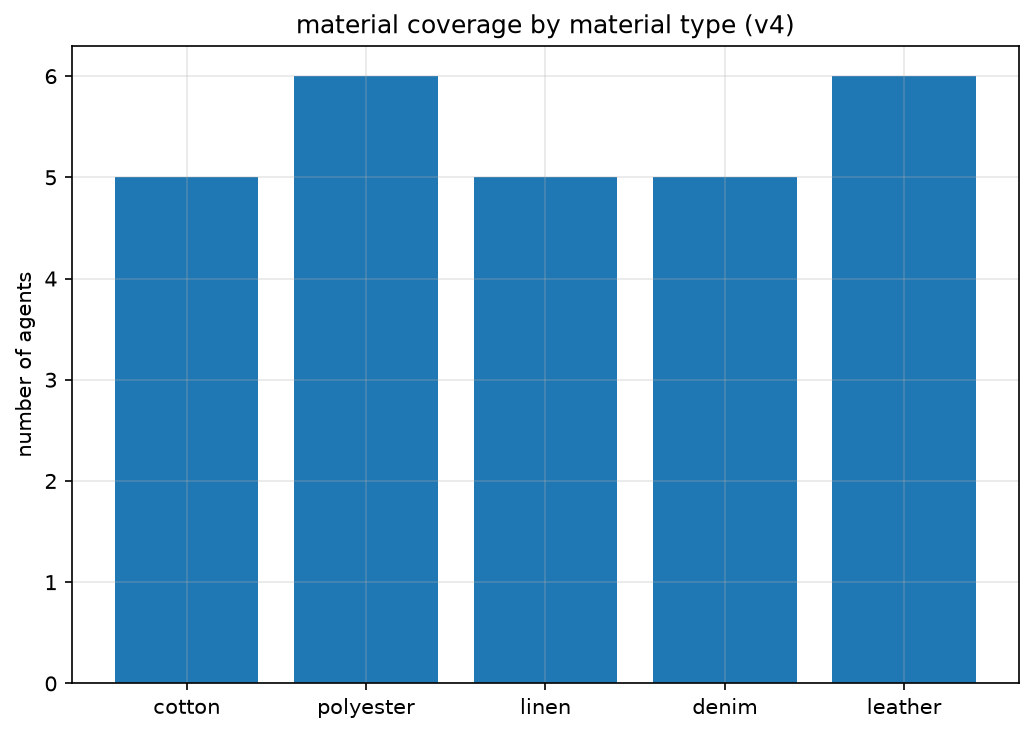 material coverage by material type (v4)
number of agents
6
5
4
3
2
1
0
cotton
polyester
linen
denim
leather